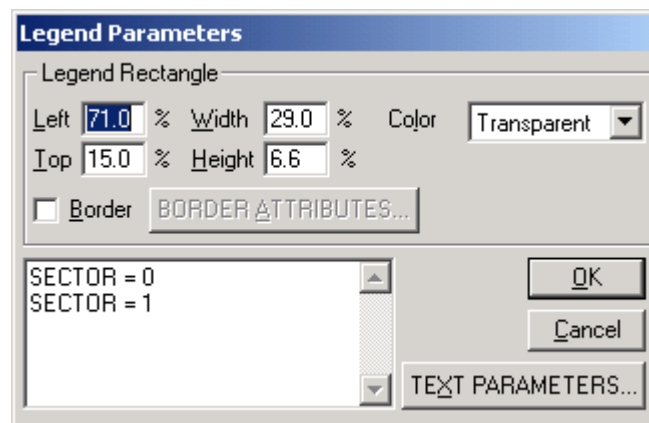 Legend Parameters
Legend Rectangle
Left 71.0 % Width 29.0 % Color Transparent
Top 15.0 % Height 6.6 %
Border BORDER ATTRIBUTES...
SECTOR = 0
SECTOR = 1
OK
Cancel
TEXT PARAMETERS...